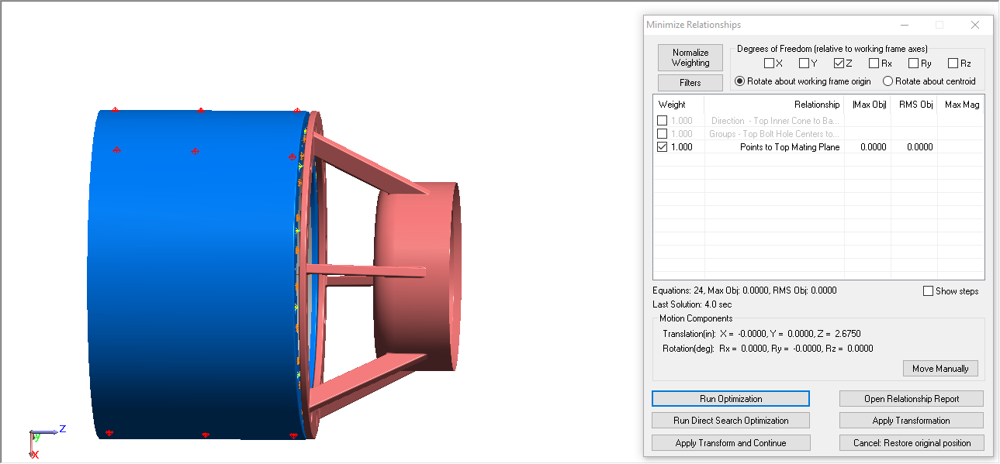 Minimize Relationships
Normalize
Weighting
Filters
Degrees of Freedom (relative to working frame axes)
X Y Z Rx Ry Rz
Rotate about working frame origin Rotate about centroid
Weight Relationship |Max Obj| RMS Obj Max Mag
1.000 Direction - Top Inner Cone to Ba...
1.000 Groups - Top Bolt Hole Centers to...
1.000 Points to Top Mating Plane 0.0000 0.0000
Equations: 24, Max Obj: 0.0000, RMS Obj: 0.0000
Show steps
Last Solution: 4.0 sec
Motion Components
Translation(in): X = -0.0000, Y = 0.0000, Z = 2.6750
Rotation(deg): Rx = 0.0000, Ry = -0.0000, Rz = 0.0000
Move Manually
Run Optimization
Open Relationship Report
Run Direct Search Optimization
Apply Transformation
Apply Transform and Continue
Cancel: Restore original position
Z
y
X